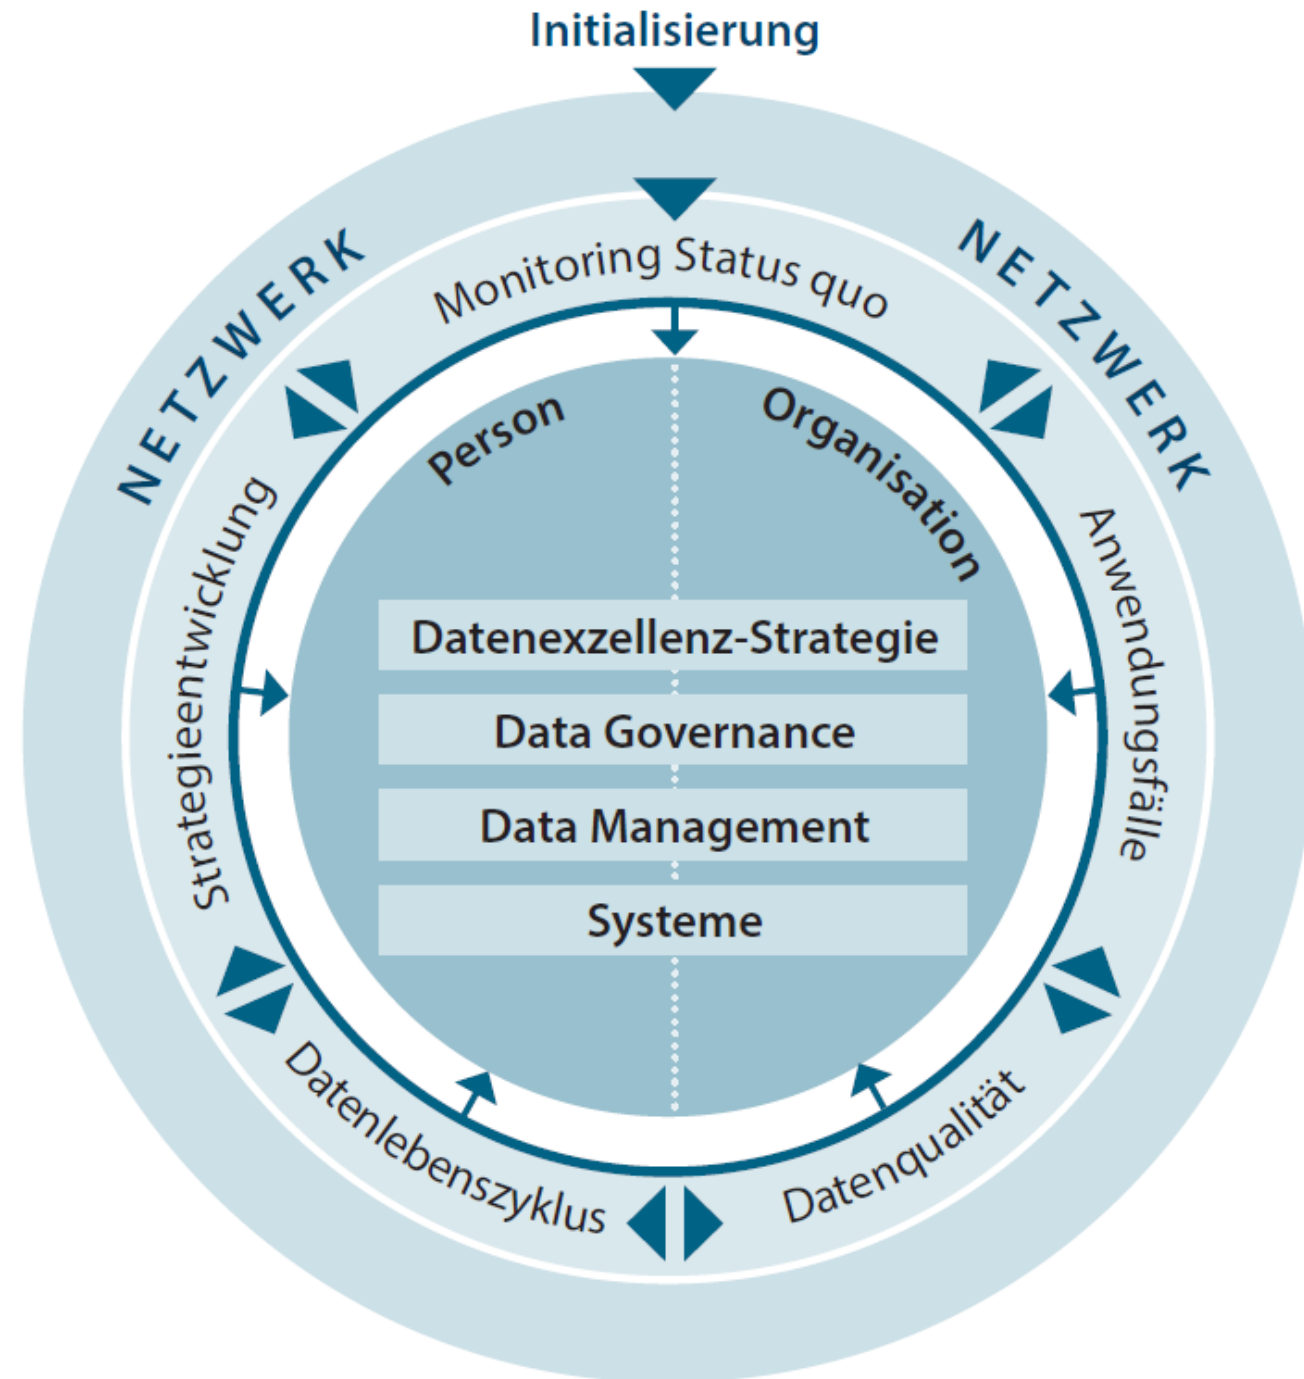 Initialisierung
NETZWERK
NETZWERK
Monitoring Status quo
Person
Organisation
Strategieentwicklung
Anwendungsfälle
Datenexzellenz-Strategie
Data Governance
Data Management
Systeme
Datenlebenszyklus
Datenqualität